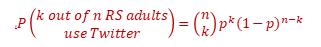 P(k out of n RS adults use Twitter) = (n k) p^k (1 − p)^{n−k}